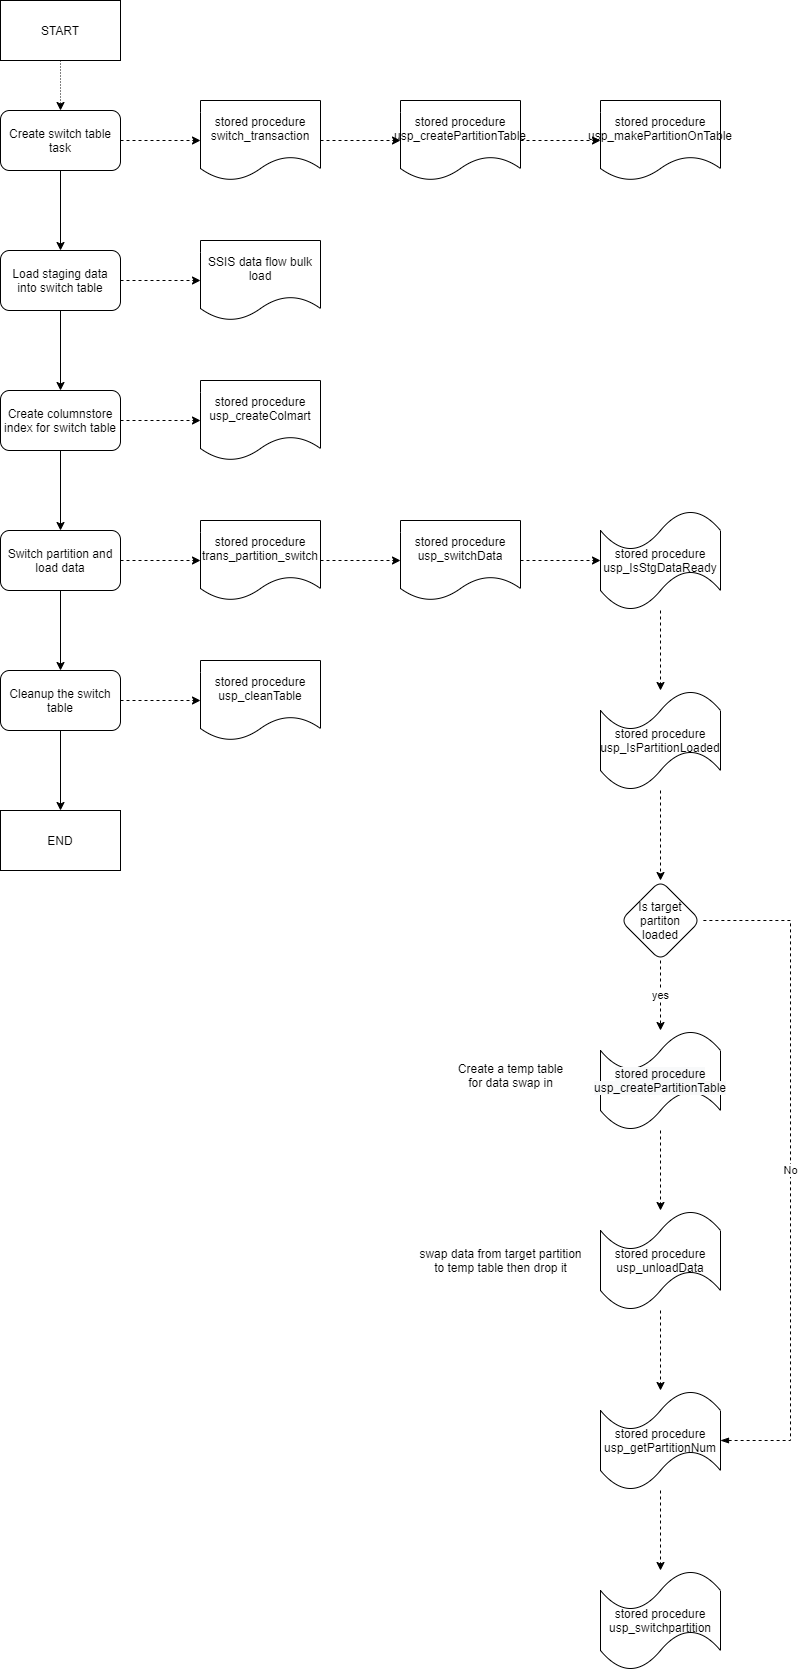 START
Create switch table
task
stored procedure
switch_transaction
stored procedure
usp_createPartitionTable
stored procedure
usp_makePartitionOnTable
Load staging data
into switch table
SSIS data flow bulk
load
Create columnstore
index for switch table
stored procedure
usp_createColmart
Switch partition and
load data
stored procedure
trans_partition_switch
stored procedure
usp_switchData
stored procedure
usp_IsStgDataReady
Cleanup the switch
table
stored procedure
usp_cleanTable
stored procedure
usp_IsPartitionLoaded
END
Is target
partiton
loaded
yes
Create a temp table
for data swap in
stored procedure
usp_createPartitionTable
No
swap data from target partition
to temp table then drop it
stored procedure
usp_unloadData
stored procedure
usp_getPartitionNum
stored procedure
usp_switchpartition